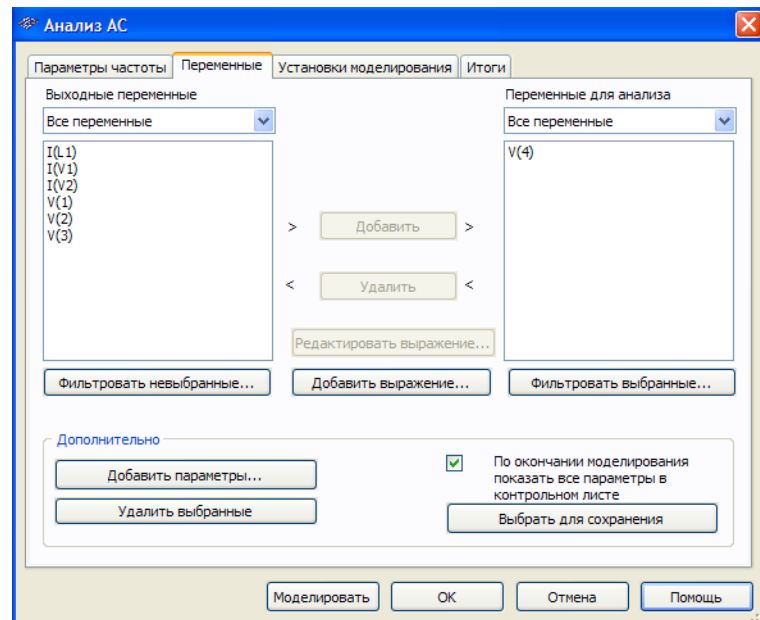 Анализ AC
Параметры частоты Переменные Установки моделирования Итоги
Выходные переменные Переменные для анализа
Все переменные Все переменные
I(L1) V(4)
I(V1)
I(V2)
V(1)
V(2)
V(3)
> Добавить >
< Удалить <
Редактировать выражение...
Фильтровать невыбранные... Добавить выражение... Фильтровать выбранные...
Дополнительно
Добавить параметры...
Удалить выбранные
По окончании моделирования
показать все параметры в
контрольном листе
Выбрать для сохранения
Моделировать OK Отмена Помощь